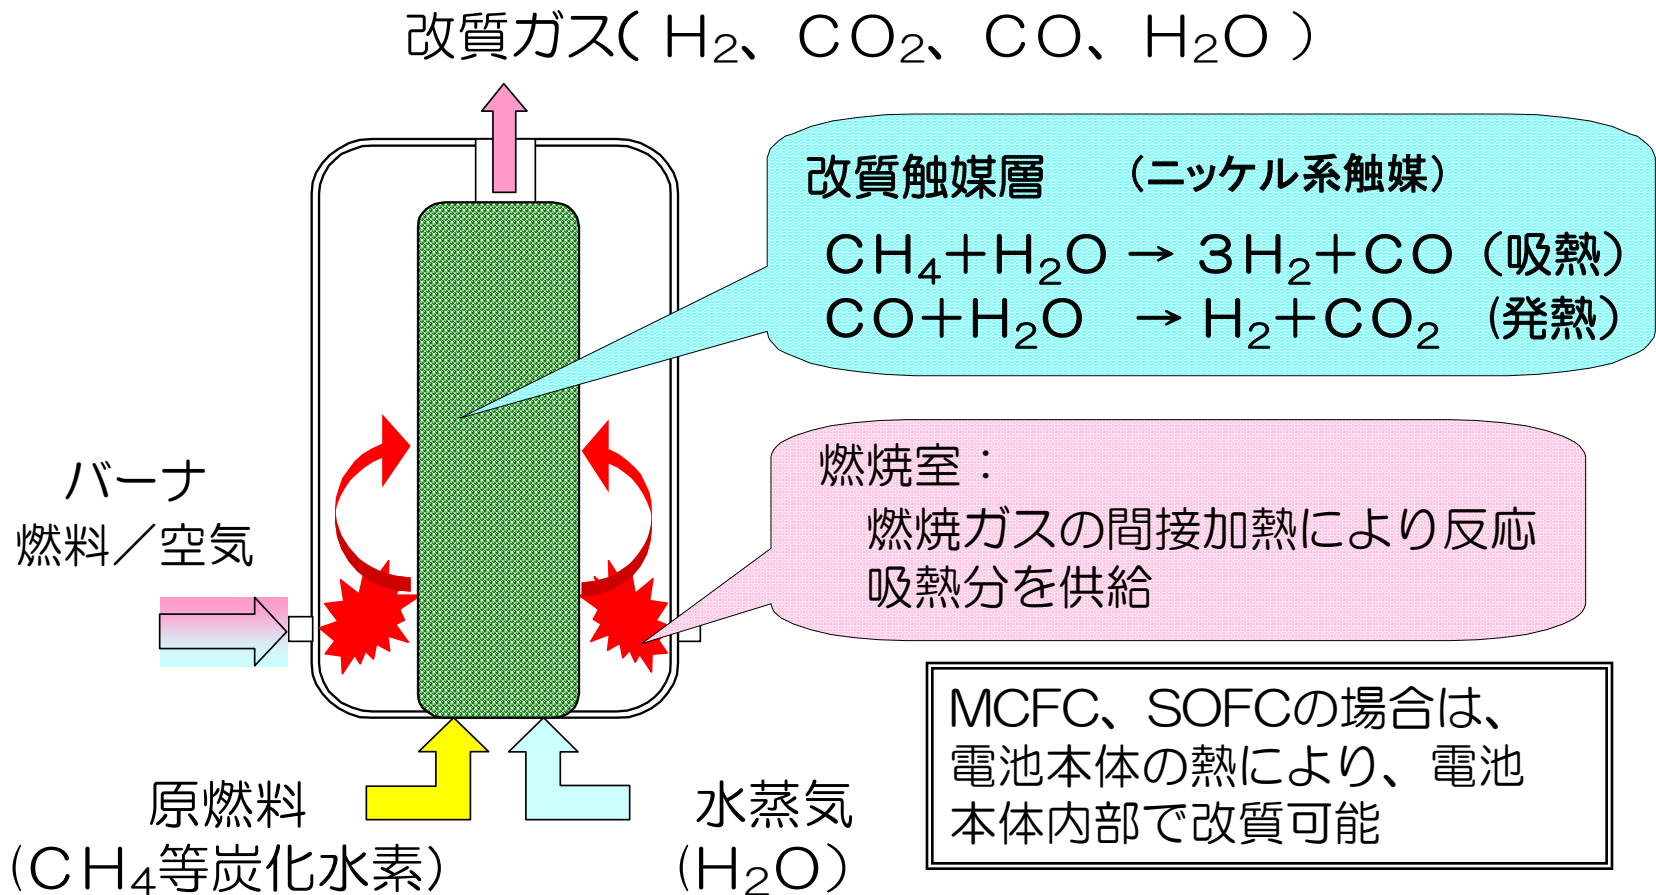 改質ガス( H₂、CO₂、CO、H₂O )
改質触媒層 (ニッケル系触媒)
CH₄+H₂O → 3H₂+CO (吸熱)
CO+H₂O → H₂+CO₂ (発熱)
燃焼室：
燃焼ガスの間接加熱により反応
吸熱分を供給
バーナ
燃料／空気
MCFC、SOFCの場合は、
電池本体の熱により、電池
本体内部で改質可能
原燃料
(CH₄等炭化水素)
水蒸気
(H₂O)